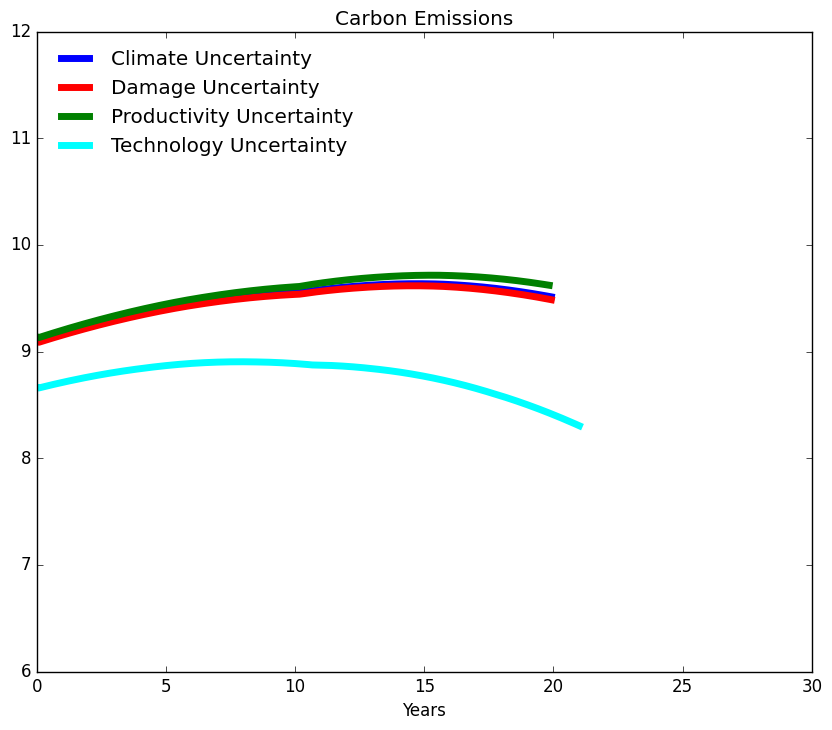 Carbon Emissions
12
Climate Uncertainty
Damage Uncertainty
Productivity Uncertainty
Technology Uncertainty
11
10
9
8
7
6
0 5 10 15 20 25 30
Years